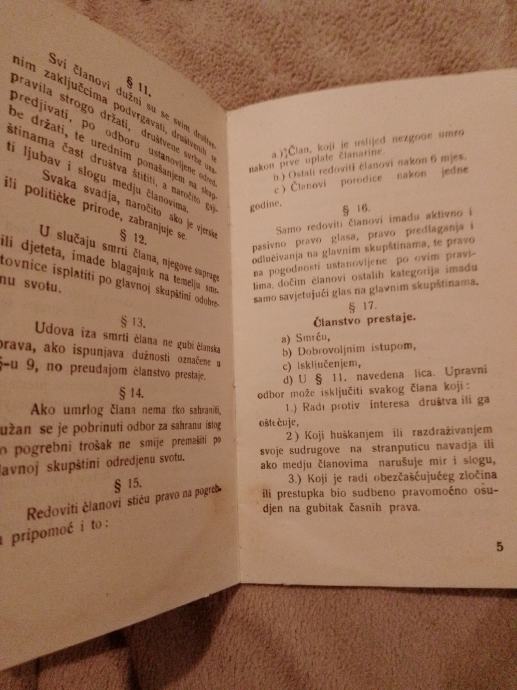 § 11.
Svi članovi dužni su se svim društve-
nim zaključcima podvrgavati, društvenih se
pravila strogo držati, društvene svrhe una-
predjivati, po odboru ustanovljene odred,
be držati, te urednim ponašanjem na skup-
štinama čast društva štititi, a naročito gaji-
ti ljubav i slogu medju članovima.
Svaka svadja, naročito ako je vjerske
ili političke prirode, zabranjuje se.
§ 12.
U slučaju smrti člana, njegove supruge
ili djeteta, imade blagajnik na temelju sme-
tovnice isplatiti po glavnoj skupštini odobre-
nu svotu.
§ 13.
Udova iza smrti člana ne gubi članska
prava, ako ispunjava dužnosti označene u
§-u 9, no preudajom članstvo prestaje.
§ 14.
Ako umrlog člana nema tko sahraniti,
užan se je pobrinuti odbor za sahranu istog
no pogrebni trošak ne smije premašiti po
glavnoj skupštini odredjenu svotu.
§ 15.
Redoviti članovi stiču pravo na pogreb-
u pripomoć i to :
a.) Član, koji je uslijed nezgode umro
nakon prve uplate članarine.
b.) Ostali redoviti članovi nakon 6 mjes.
c.) Članovi porodice nakon jedne
godine.
§ 16.
Samo redoviti članovi imadu aktivno i
pasivno pravo glasa, pravo predlaganja i
odlučivanja na glavnim skupštinama, te pravo
na pogodnosti ustanovljene po ovim pravi-
lima, dočim članovi ostalih kategorija imadu
samo savjetujući glas na glavnim skupštinama.
§ 17.
Članstvo prestaje.
a) Smrću,
b) Dobrovoljnim istupom,
c) Isključenjem,
d) U § 11. navedena lica. Upravni
odbor može isključiti svakog člana koji :
1.) Radi protiv interesa društva ili ga
oštećuje,
2.) Koji huškanjem ili razdraživanjem
svoje sudrugove na stranputicu navadja ili
ako medju članovima narušuje mir i slogu,
3.) Koji je radi obezčašćujućeg zločina
ili prestupka bio sudbeno pravomoćno osu-
djen na gubitak časnih prava.
5